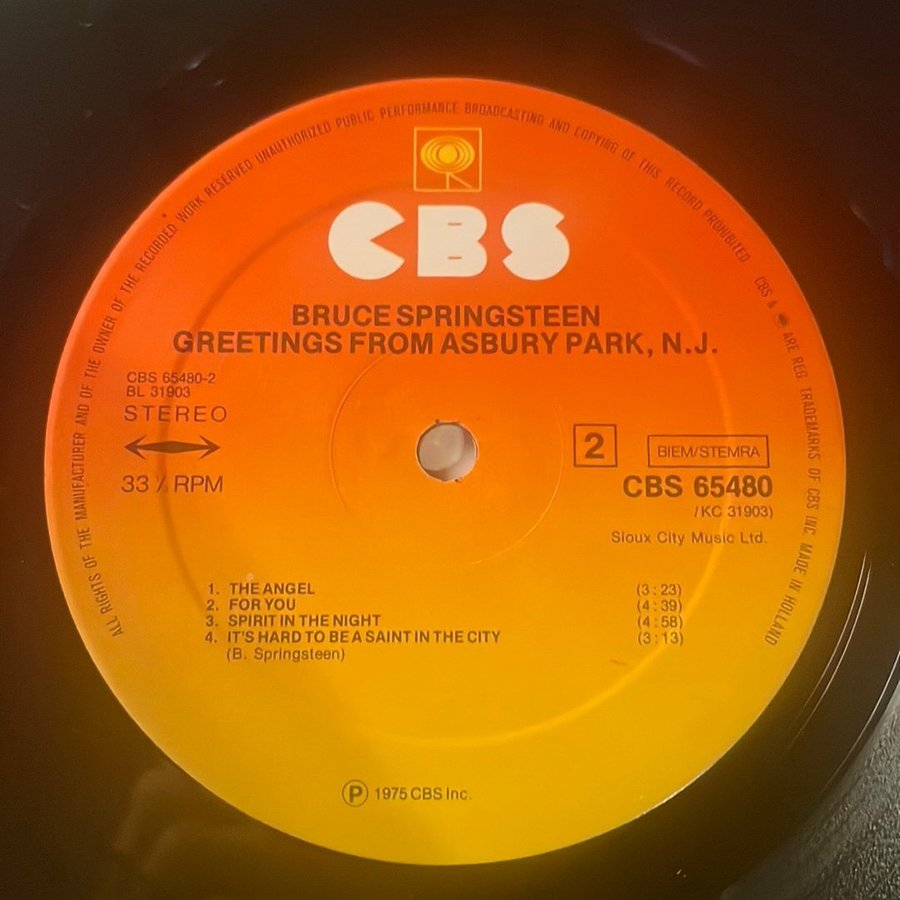 ALL RIGHTS OF THE MANUFACTURER AND OF THE OWNER OF THE RECORDED WORK RESERVED UNAUTHORIZED PUBLIC PERFORMANCE BROADCASTING AND COPYING OF THIS RECORD PROHIBITED CBS & ARE REG TRADEMARKS OF CBS INC MADE IN HOLLAND
CBS
BRUCE SPRINGSTEEN
GREETINGS FROM ASBURY PARK, N.J.
CBS 65480-2
BL 31903
STEREO
33⅓ RPM
2
BIEM/STEMRA
CBS 65480
/KC 31903)
Sioux City Music Ltd.
1. THE ANGEL (3:23)
2. FOR YOU (4:39)
3. SPIRIT IN THE NIGHT (4:58)
4. IT'S HARD TO BE A SAINT IN THE CITY (3:13)
(B. Springsteen)
Ⓟ 1975 CBS Inc.